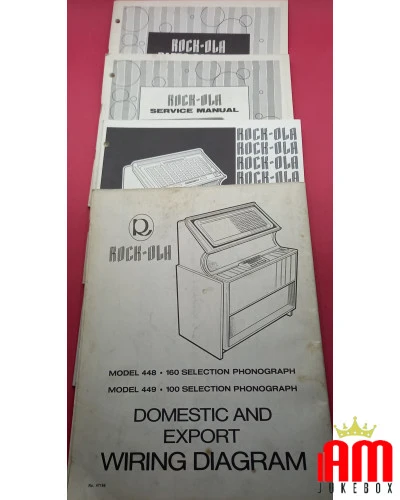 ROCK-OLA
ROCK-OLA
SERVICE MANUAL
ROCK-OLA
ROCK-OLA
ROCK-OLA
ROCK-OLA
R
ROCK-OLA
MODEL 448 • 160 SELECTION PHONOGRAPH
MODEL 449 • 100 SELECTION PHONOGRAPH
DOMESTIC AND
EXPORT
WIRING DIAGRAM
AM
JUKEBOX